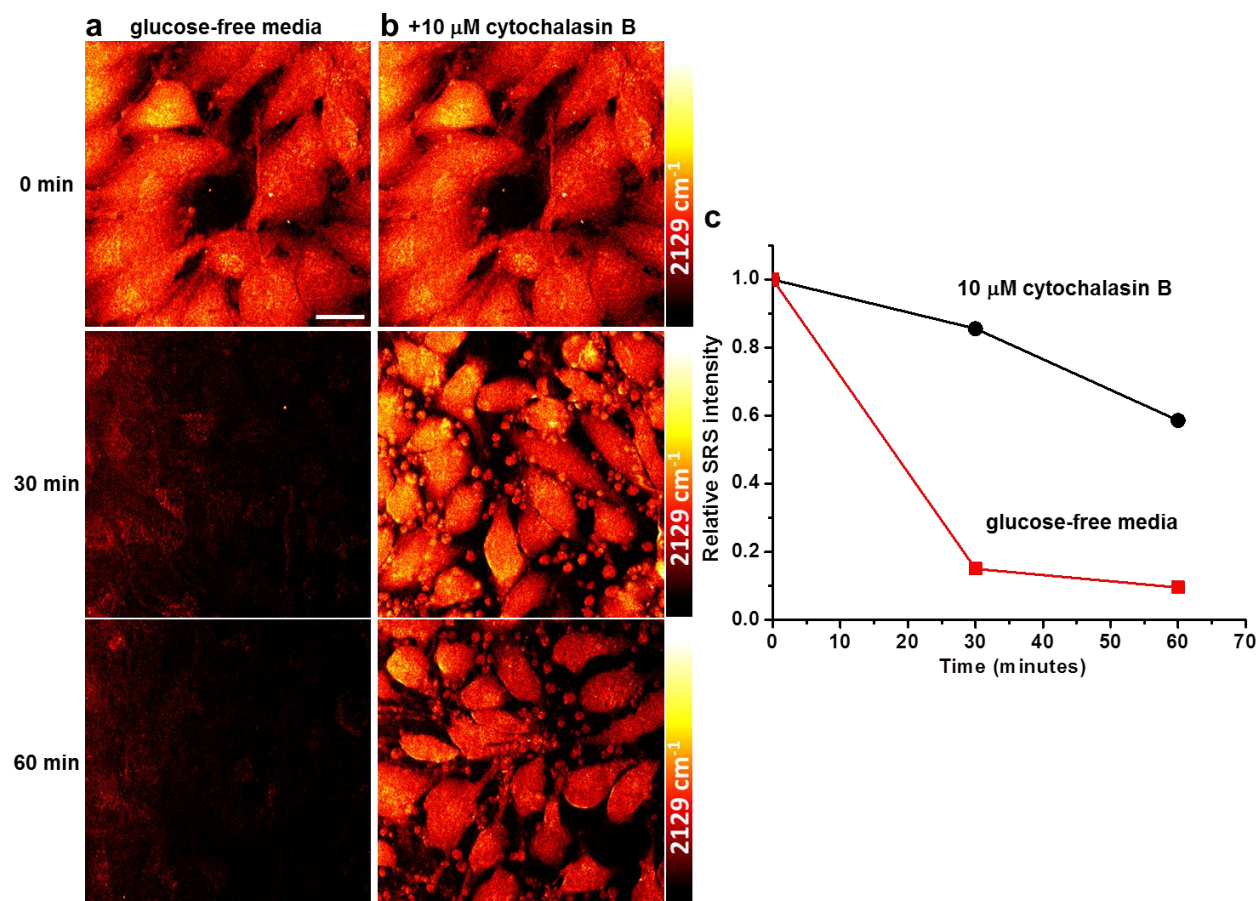 a glucose-free media
b +10 μM cytochalasin B
0 min
2129 cm⁻¹
30 min
2129 cm⁻¹
60 min
2129 cm⁻¹
c
Relative SRS intensity
1.0
0.8
0.6
0.4
0.2
0.0
10 μM cytochalasin B
glucose-free media
0 10 20 30 40 50 60 70
Time (minutes)